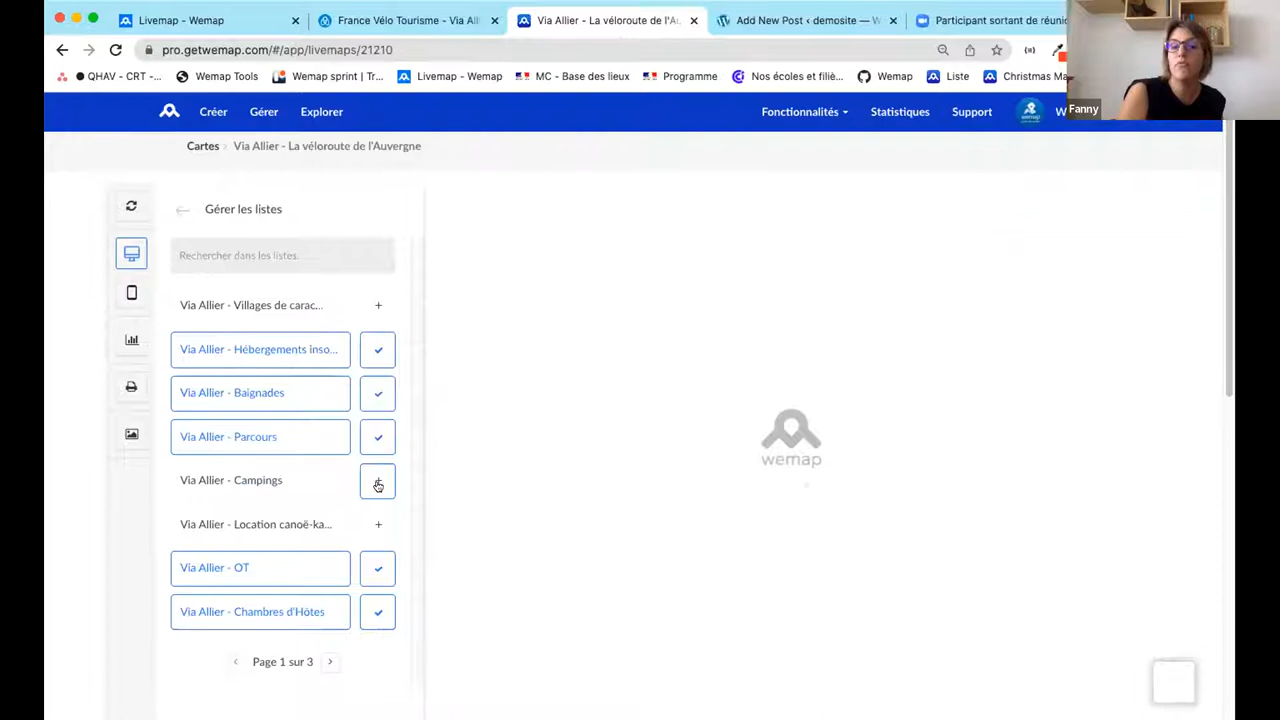 Livemap - Wemap
France Vélo Tourisme - Via Al
Via Allier - La véloroute de l'Au
Add New Post ‹ demosite — W
Participant sortant de réunio
pro.getwemap.com/#/app/livemaps/21210
QHAV - CRT -...
Wemap Tools
Wemap sprint | Tr...
Livemap - Wemap
MC - Base des lieux
Programme
Nos écoles et filiè...
Wemap
Liste
Christmas Ma
Fanny
Créer
Gérer
Explorer
Fonctionnalités
Statistiques
Support
wemap
W
Cartes › Via Allier - La véloroute de l'Auvergne
Gérer les listes
Rechercher dans les listes...
Via Allier - Villages de carac...
Via Allier - Hébergements inso...
Via Allier - Baignades
Via Allier - Parcours
Via Allier - Campings
Via Allier - Location canoë-ka...
Via Allier - OT
Via Allier - Chambres d'Hôtes
Page 1 sur 3
wemap